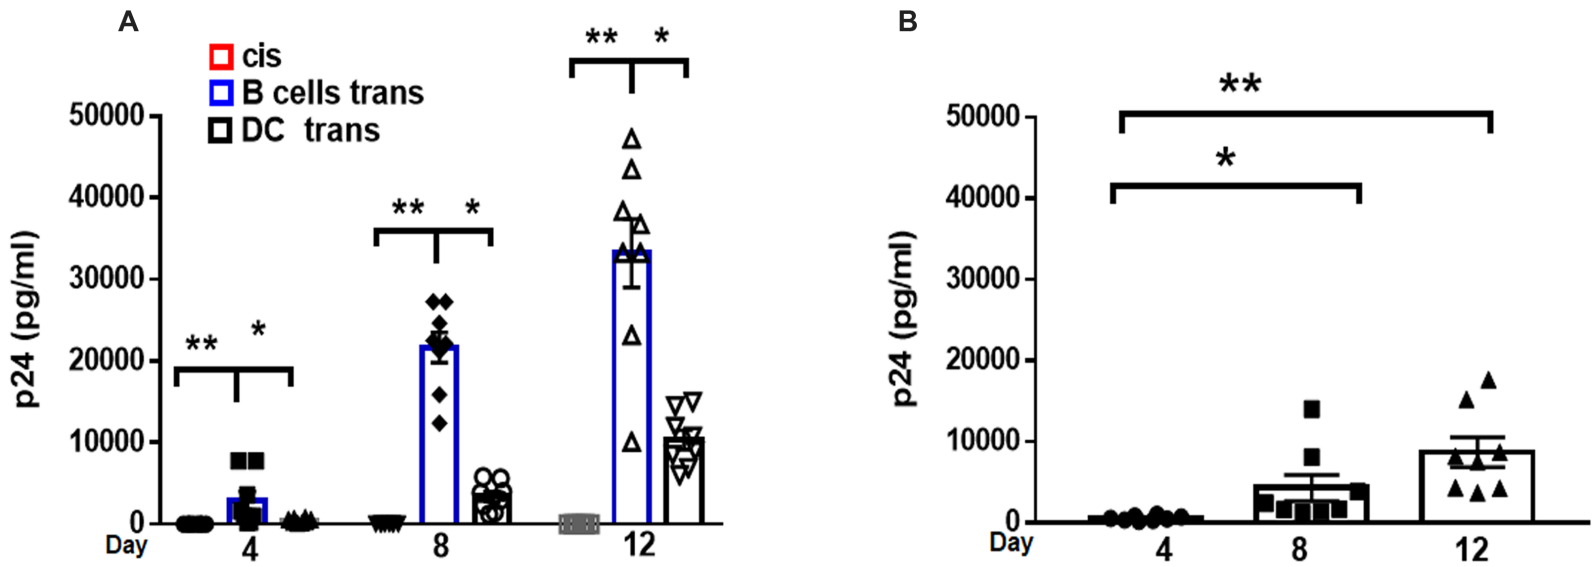 A
cis
B cells trans
DC trans
** *
** *
** *
50000
40000
30000
20000
10000
0
p24 (pg/ml)
Day 4 8 12
B
**
*
50000
40000
30000
20000
10000
0
p24 (pg/ml)
Day 4 8 12